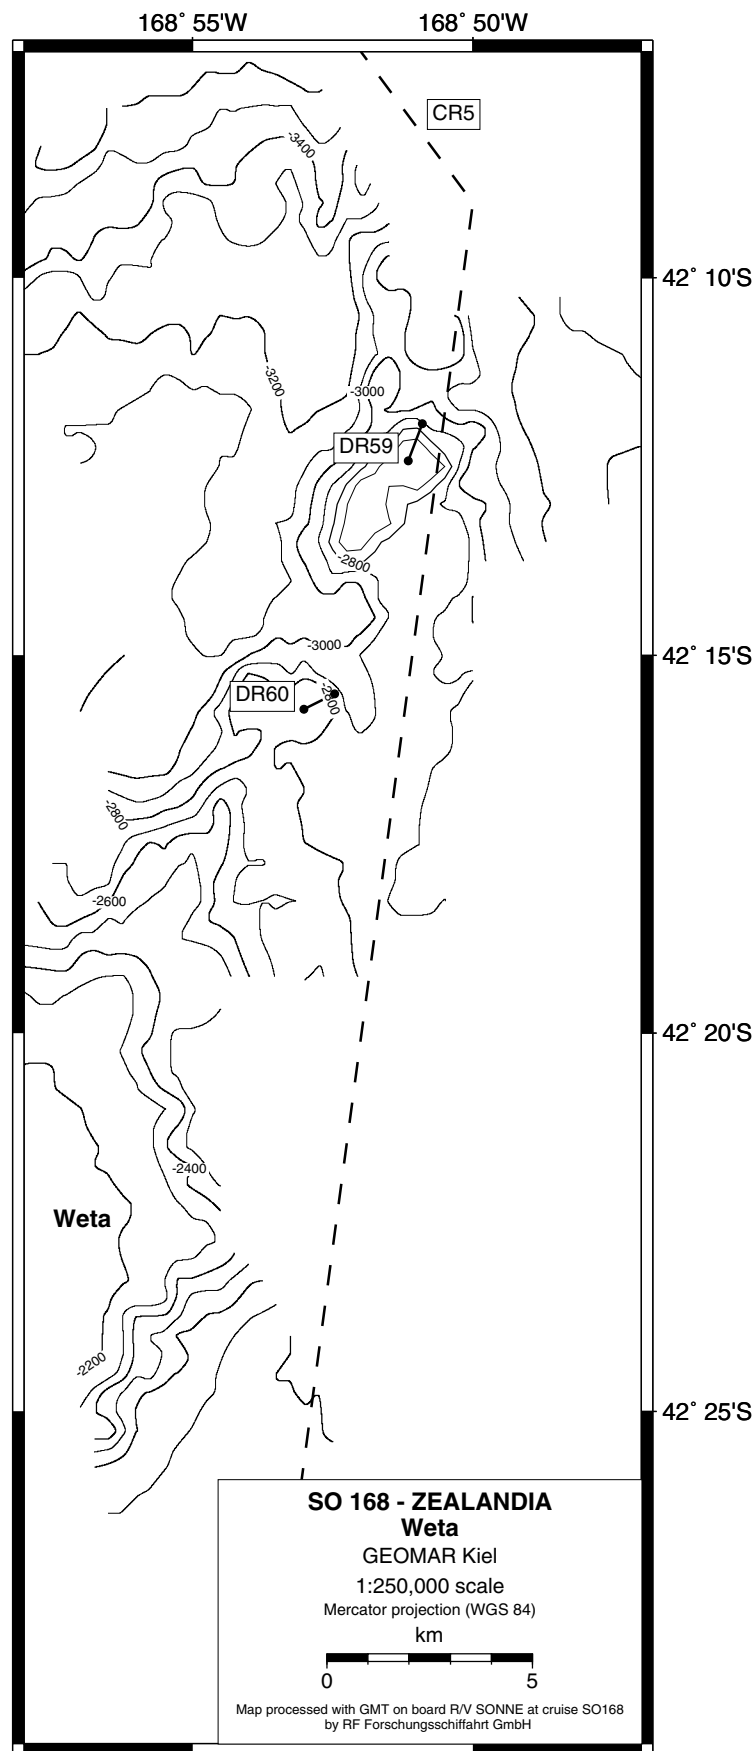 168° 55'W
168° 50'W
CR5
-3400
42° 10'S
-3200
-3000
DR59
-2800
-3000
42° 15'S
DR60
-2800
-2800
-2600
42° 20'S
-2400
Weta
-2200
42° 25'S
SO 168 - ZEALANDIA
Weta
GEOMAR Kiel
1:250,000 scale
Mercator projection (WGS 84)
km
0
5
Map processed with GMT on board R/V SONNE at cruise SO168
by RF Forschungsschiffahrt GmbH